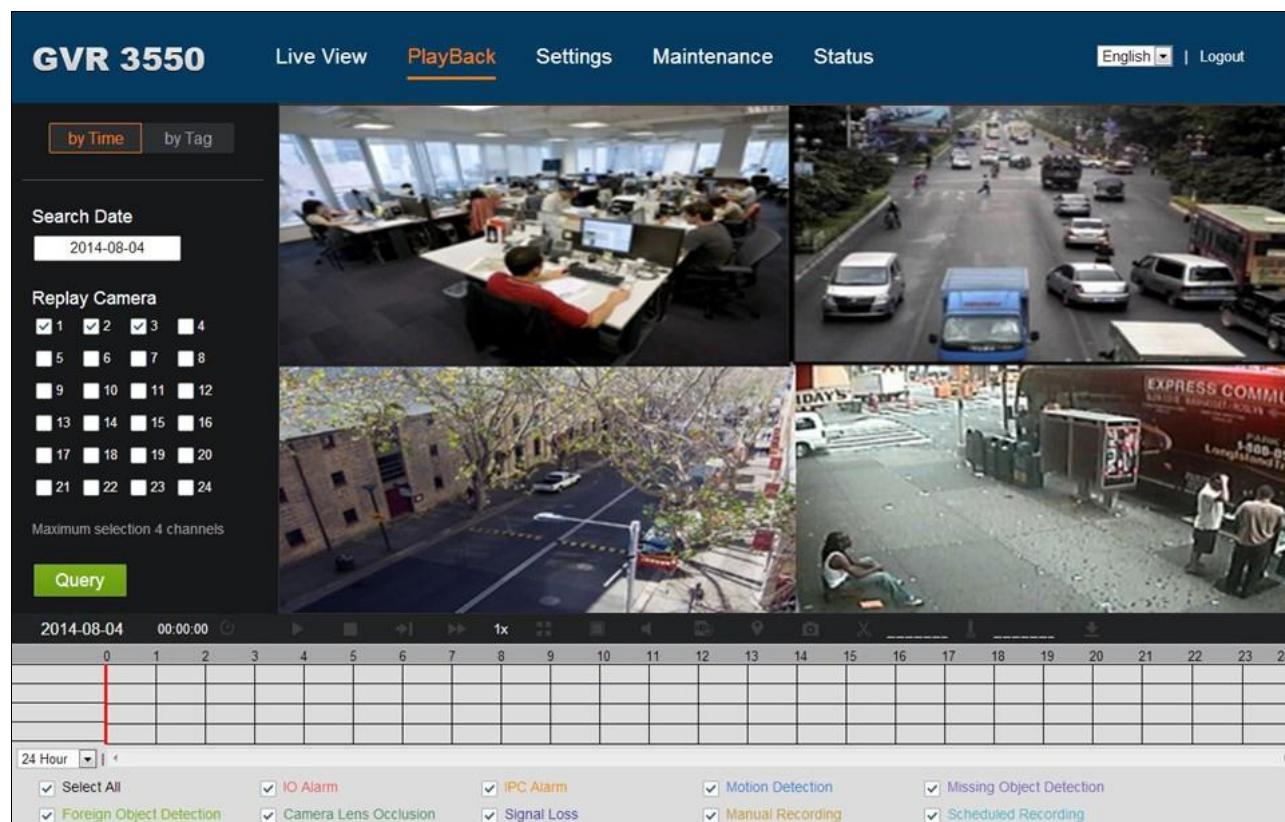 GVR 3550 Live View PlayBack Settings Maintenance Status English | Logout
by Time by Tag
Search Date
2014-08-04
Replay Camera
1 2 3 4
5 6 7 8
9 10 11 12
13 14 15 16
17 18 19 20
21 22 23 24
Maximum selection 4 channels
Query
IDAY'S
EXPRESS COMMU
2014-08-04 00:00:00 1x
0 1 2 3 4 5 6 7 8 9 10 11 12 13 14 15 16 17 18 19 20 21 22 23
24 Hour
Select All IO Alarm IPC Alarm Motion Detection Missing Object Detection
Foreign Object Detection Camera Lens Occlusion Signal Loss Manual Recording Scheduled Recording